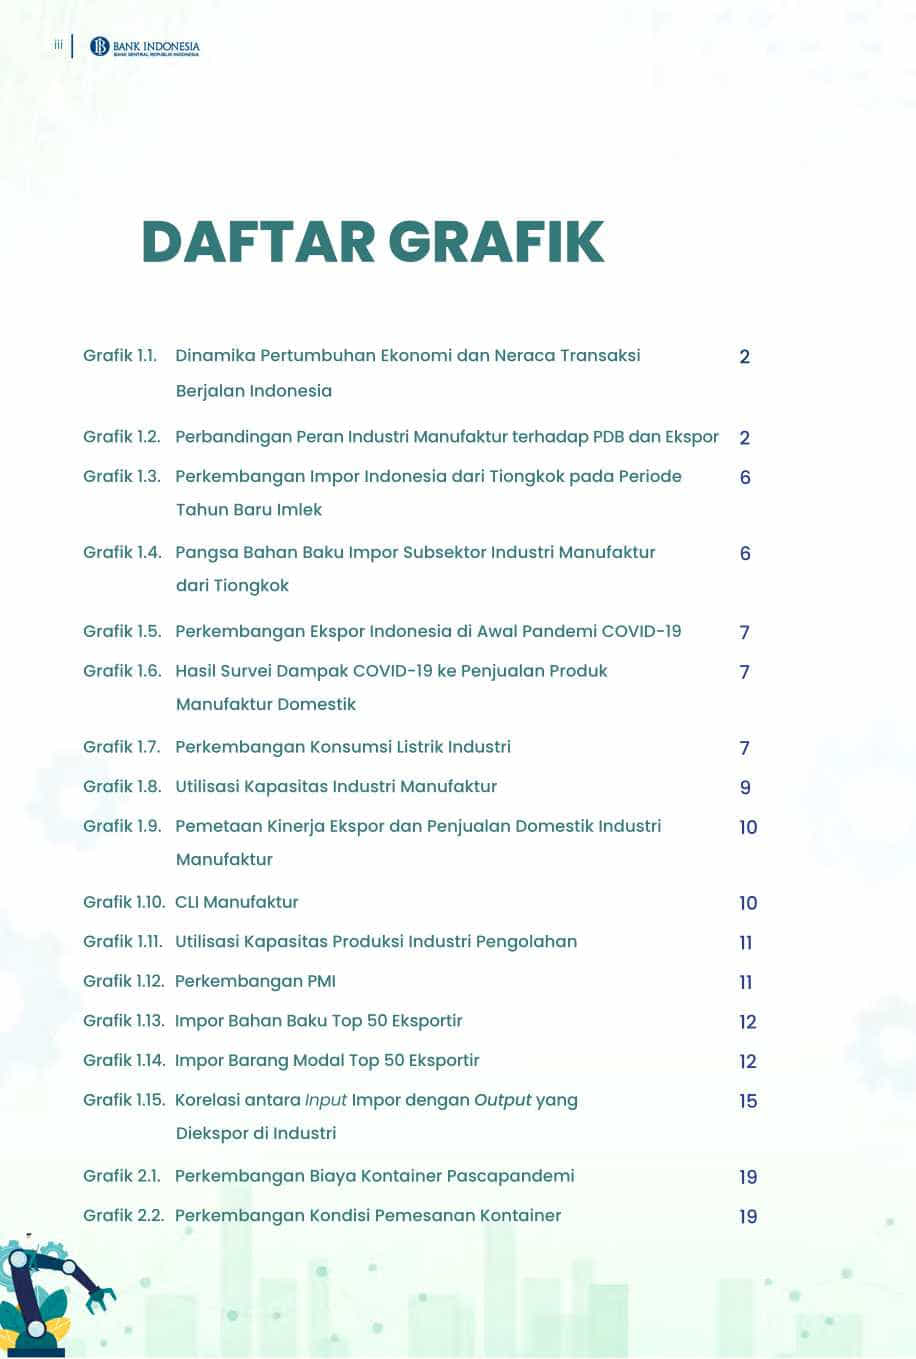 iii
BANK INDONESIA
BANK SENTRAL REPUBLIK INDONESIA
DAFTAR GRAFIK
Grafik 1.1. Dinamika Pertumbuhan Ekonomi dan Neraca Transaksi 2
Berjalan Indonesia
Grafik 1.2. Perbandingan Peran Industri Manufaktur terhadap PDB dan Ekspor 2
Grafik 1.3. Perkembangan Impor Indonesia dari Tiongkok pada Periode 6
Tahun Baru Imlek
Grafik 1.4. Pangsa Bahan Baku Impor Subsektor Industri Manufaktur 6
dari Tiongkok
Grafik 1.5. Perkembangan Ekspor Indonesia di Awal Pandemi COVID-19 7
Grafik 1.6. Hasil Survei Dampak COVID-19 ke Penjualan Produk 7
Manufaktur Domestik
Grafik 1.7. Perkembangan Konsumsi Listrik Industri 7
Grafik 1.8. Utilisasi Kapasitas Industri Manufaktur 9
Grafik 1.9. Pemetaan Kinerja Ekspor dan Penjualan Domestik Industri 10
Manufaktur
Grafik 1.10. CLI Manufaktur 10
Grafik 1.11. Utilisasi Kapasitas Produksi Industri Pengolahan 11
Grafik 1.12. Perkembangan PMI 11
Grafik 1.13. Impor Bahan Baku Top 50 Eksportir 12
Grafik 1.14. Impor Barang Modal Top 50 Eksportir 12
Grafik 1.15. Korelasi antara Input Impor dengan Output yang 15
Diekspor di Industri
Grafik 2.1. Perkembangan Biaya Kontainer Pascapandemi 19
Grafik 2.2. Perkembangan Kondisi Pemesanan Kontainer 19